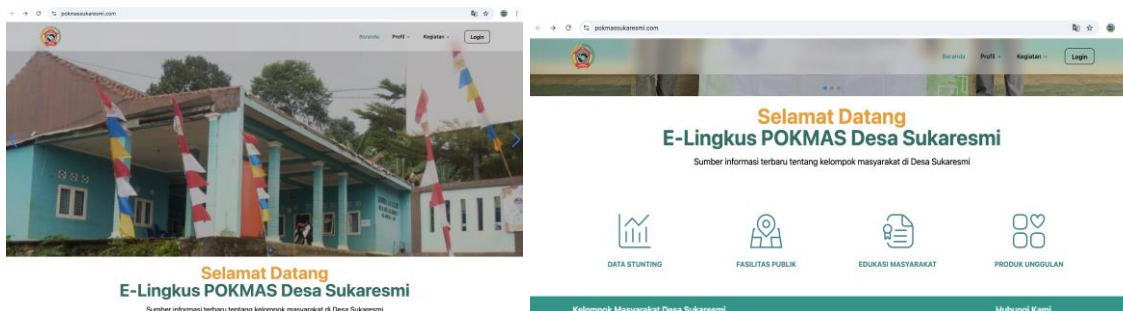 pokmassukaresmi.com
Beranda Profil Kegiatan Login
Selamat Datang
E-Lingkus POKMAS Desa Sukaresmi
Sumber informasi terbaru tentang kelompok masyarakat di Desa Sukaresmi
pokmassukaresmi.com
Beranda Profil Kegiatan Login
Selamat Datang
E-Lingkus POKMAS Desa Sukaresmi
Sumber informasi terbaru tentang kelompok masyarakat di Desa Sukaresmi
DATA STUNTING FASILITAS PUBLIK EDUKASI MASYARAKAT PRODUK UNGGULAN
Kelompok Masyarakat Desa Sukaresmi Hubungi Kami